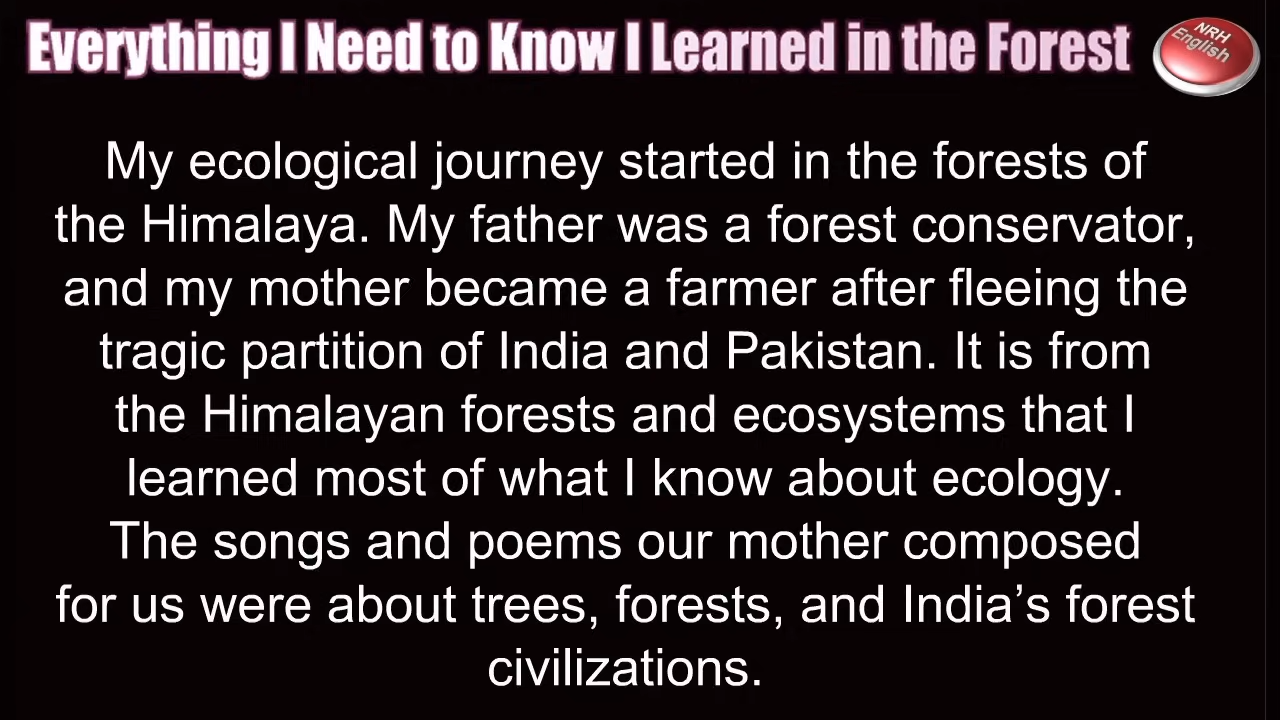 Everything I Need to Know I Learned in the Forest
NRH
English
My ecological journey started in the forests of
the Himalaya. My father was a forest conservator,
and my mother became a farmer after fleeing the
tragic partition of India and Pakistan. It is from
the Himalayan forests and ecosystems that I
learned most of what I know about ecology.
The songs and poems our mother composed
for us were about trees, forests, and India’s forest
civilizations.